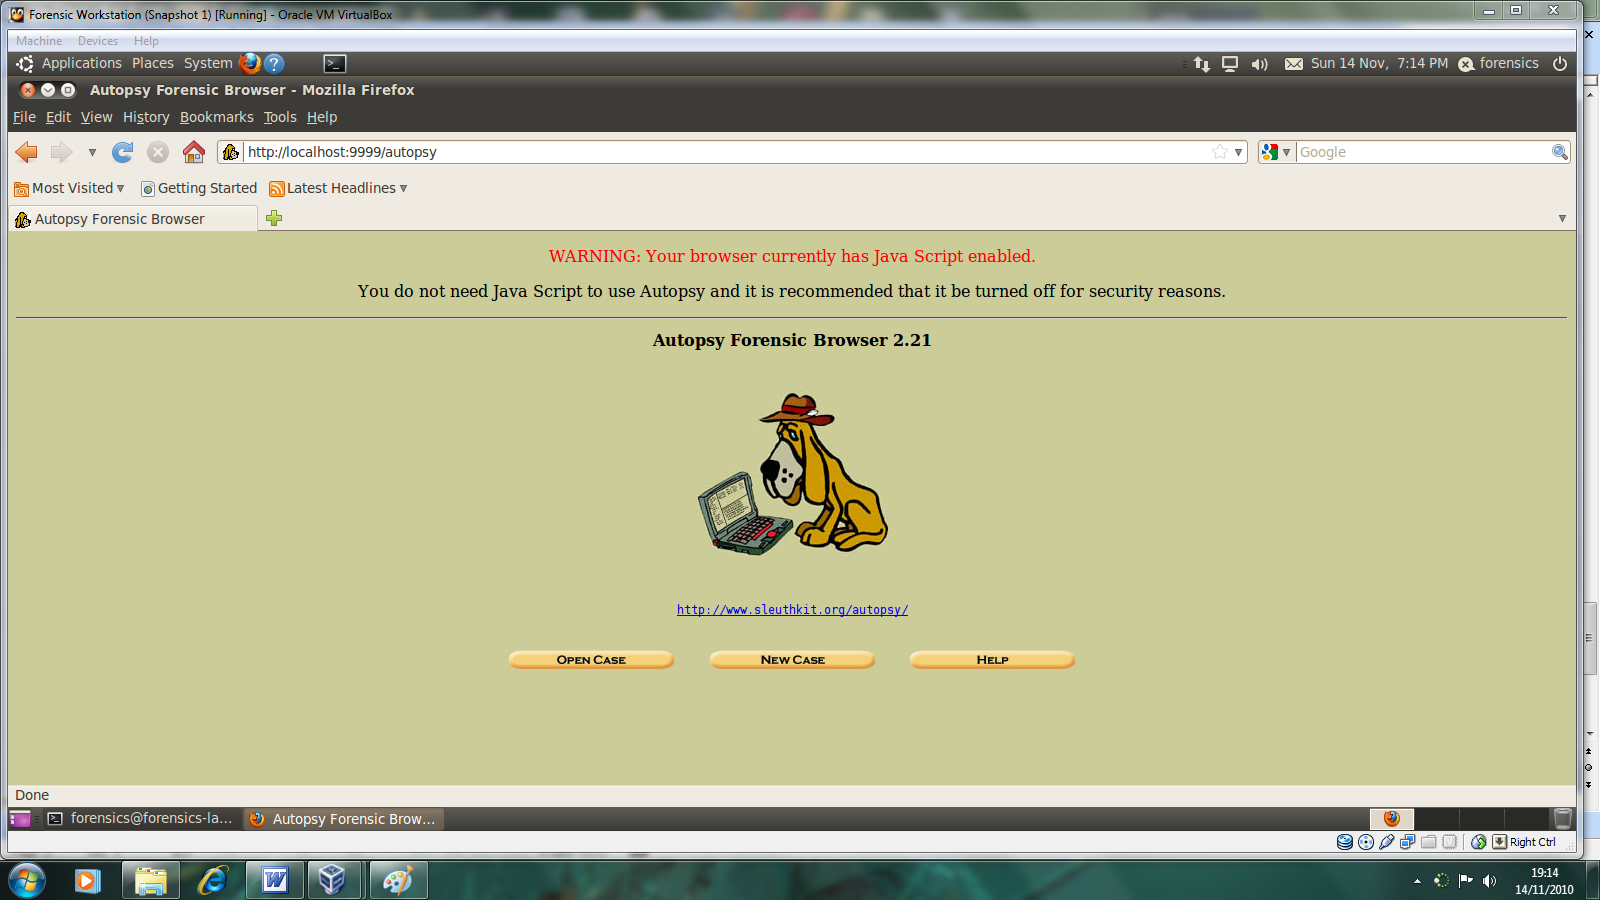 Forensic Workstation (Snapshot 1) [Running] - Oracle VM VirtualBox
Machine Devices Help
Applications Places System Sun 14 Nov, 7:14 PM forensics
Autopsy Forensic Browser - Mozilla Firefox
File Edit View History Bookmarks Tools Help
http://localhost:9999/autopsy Google
Most Visited Getting Started Latest Headlines
Autopsy Forensic Browser
WARNING: Your browser currently has Java Script enabled.
You do not need Java Script to use Autopsy and it is recommended that it be turned off for security reasons.
Autopsy Forensic Browser 2.21
http://www.sleuthkit.org/autopsy/
OPEN CASE NEW CASE HELP
Done
forensics@forensics-la... Autopsy Forensic Brow...
Right Ctrl
19:14
14/11/2010